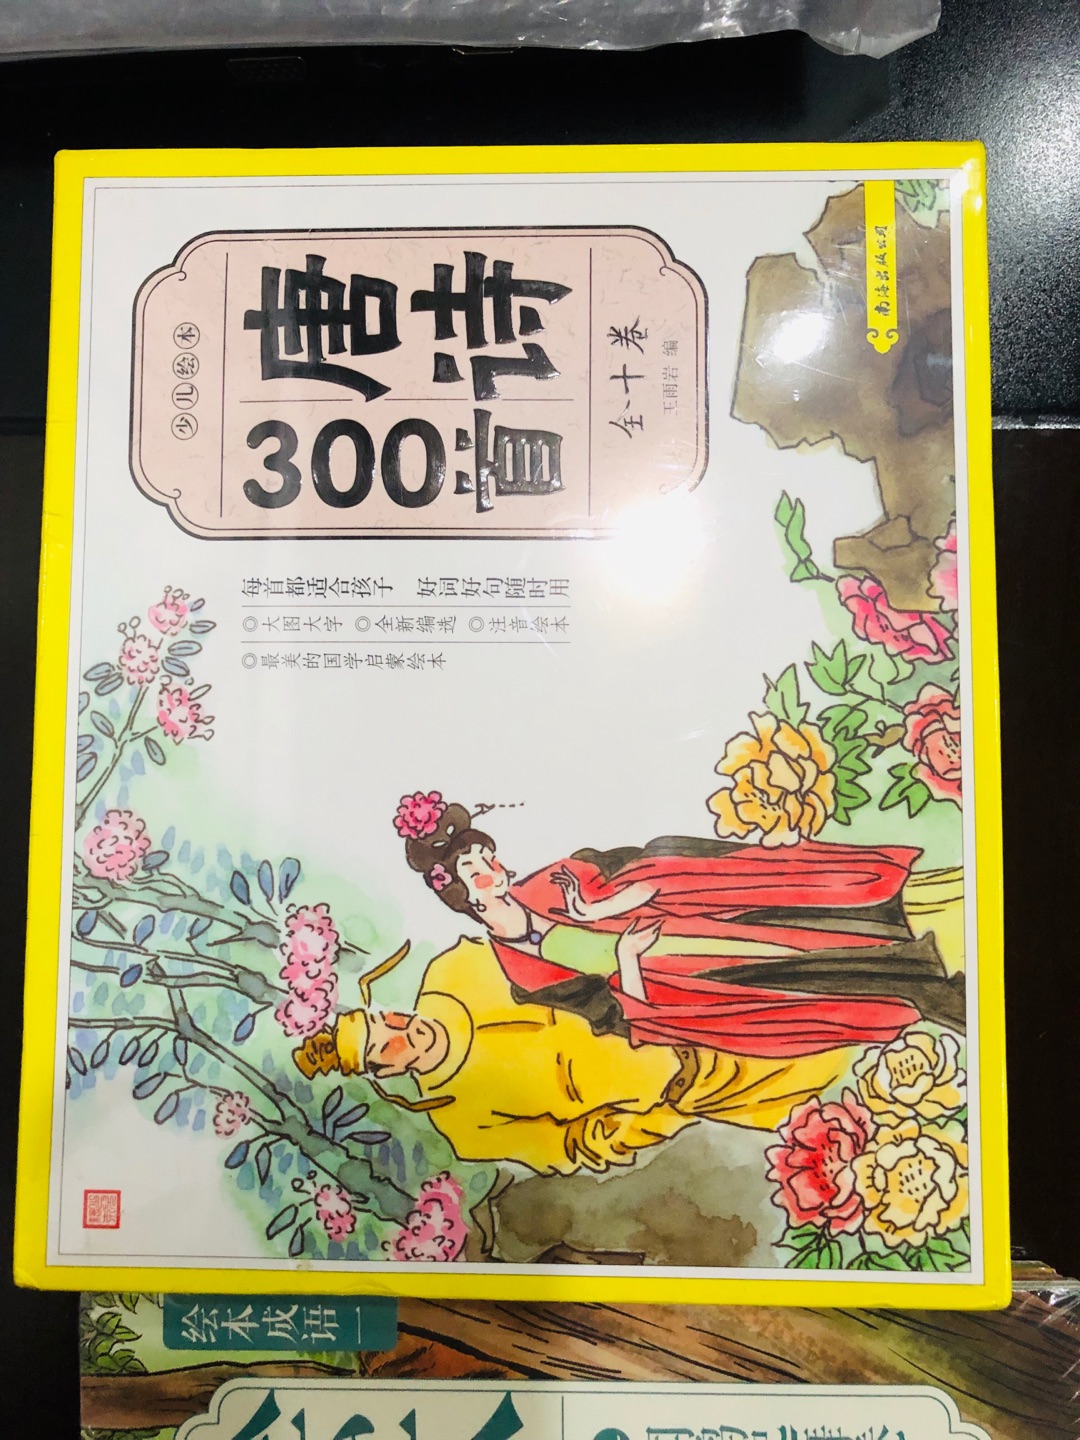 少儿绘本
唐诗
300首
全十卷
王雨岩 编
每首都适合孩子 好词好句随时用
◎大图大字 ◎全新编选 ◎注音绘本
◎最美的国学启蒙绘本
南海出版公司
绘本成语